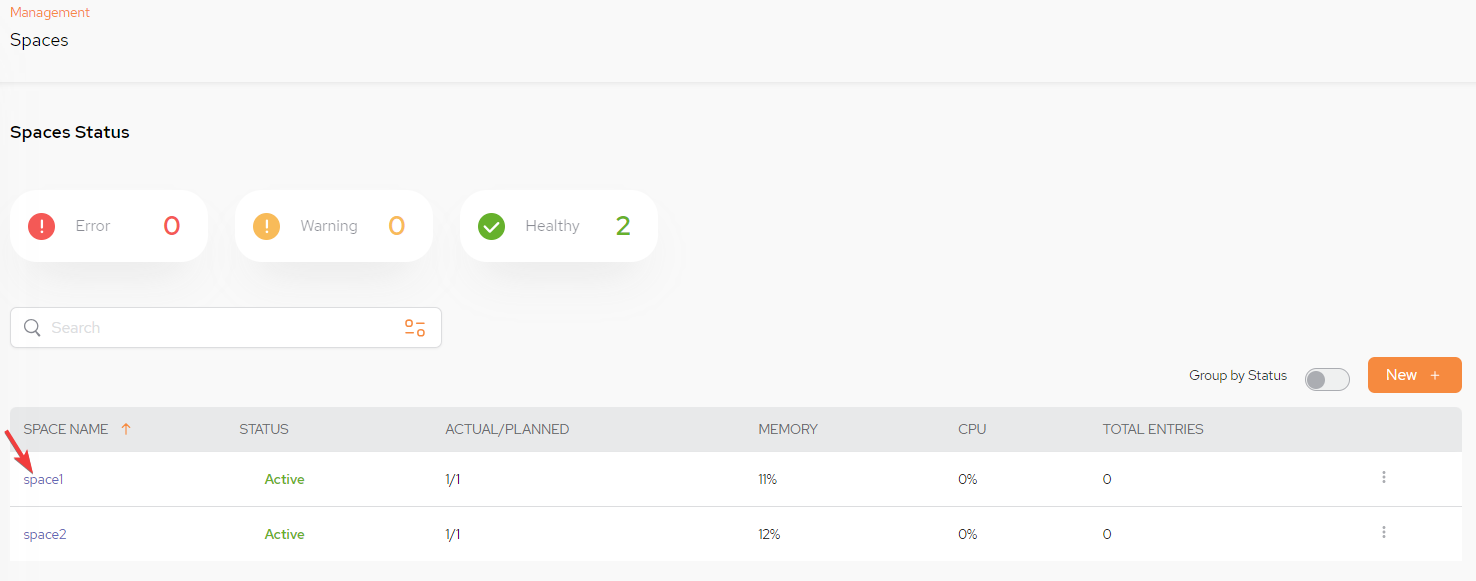 Management
Spaces
Spaces Status
Error 0 Warning 0 Healthy 2
Search
Group by Status New +
SPACE NAME STATUS ACTUAL/PLANNED MEMORY CPU TOTAL ENTRIES
space1 Active 1/1 11% 0% 0
space2 Active 1/1 12% 0% 0